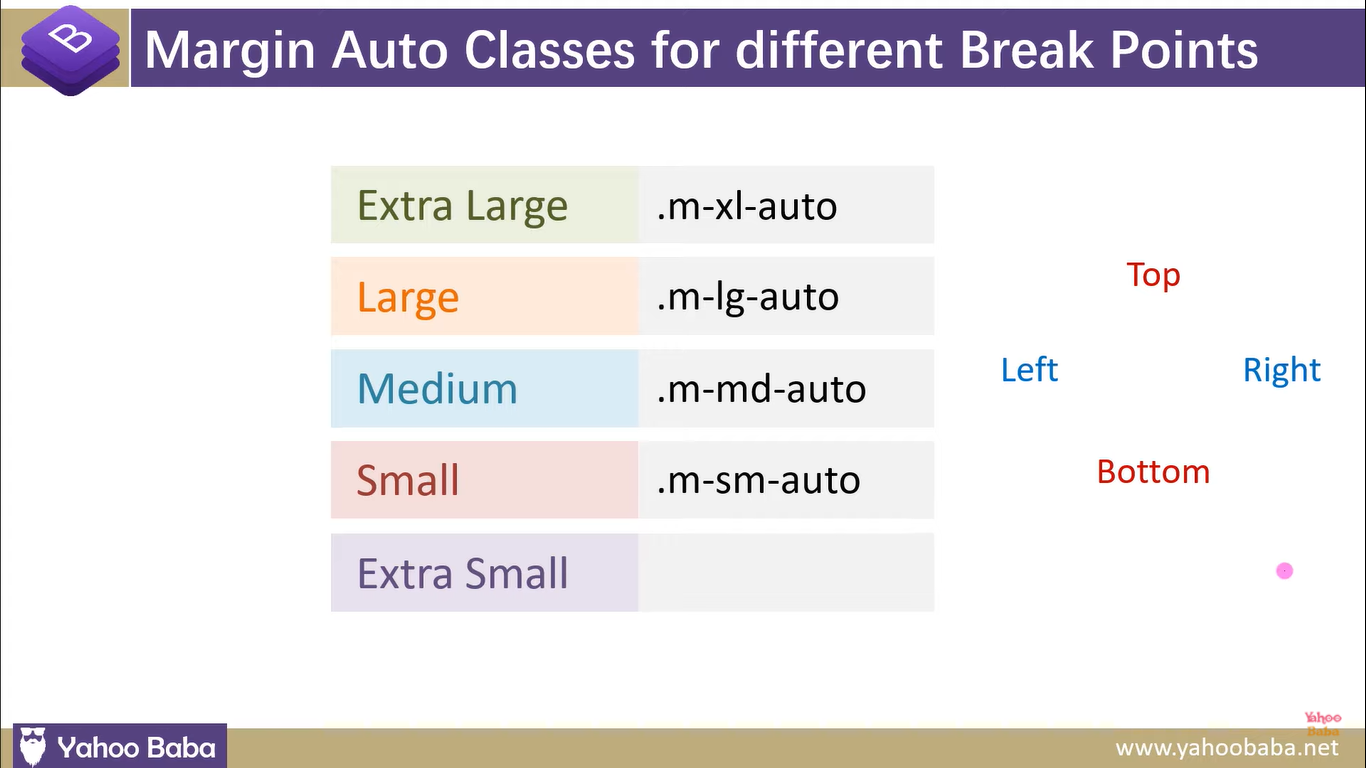 B
Margin Auto Classes for different Break Points
Extra Large .m-xl-auto
Large .m-lg-auto
Medium .m-md-auto
Small .m-sm-auto
Extra Small
Top
Left Right
Bottom
Yahoo
Baba
Yahoo Baba
www.yahoobaba.net